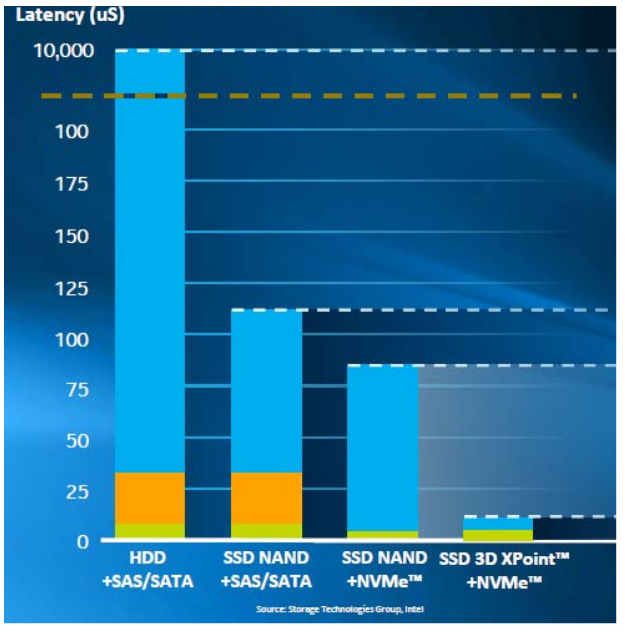 Latency (uS)
10,000
100
175
150
125
100
75
50
25
0
HDD
+SAS/SATA
SSD NAND
+SAS/SATA
SSD NAND
+NVMe™
SSD 3D XPoint™
+NVMe™
Source: Storage Technologies Group, Intel